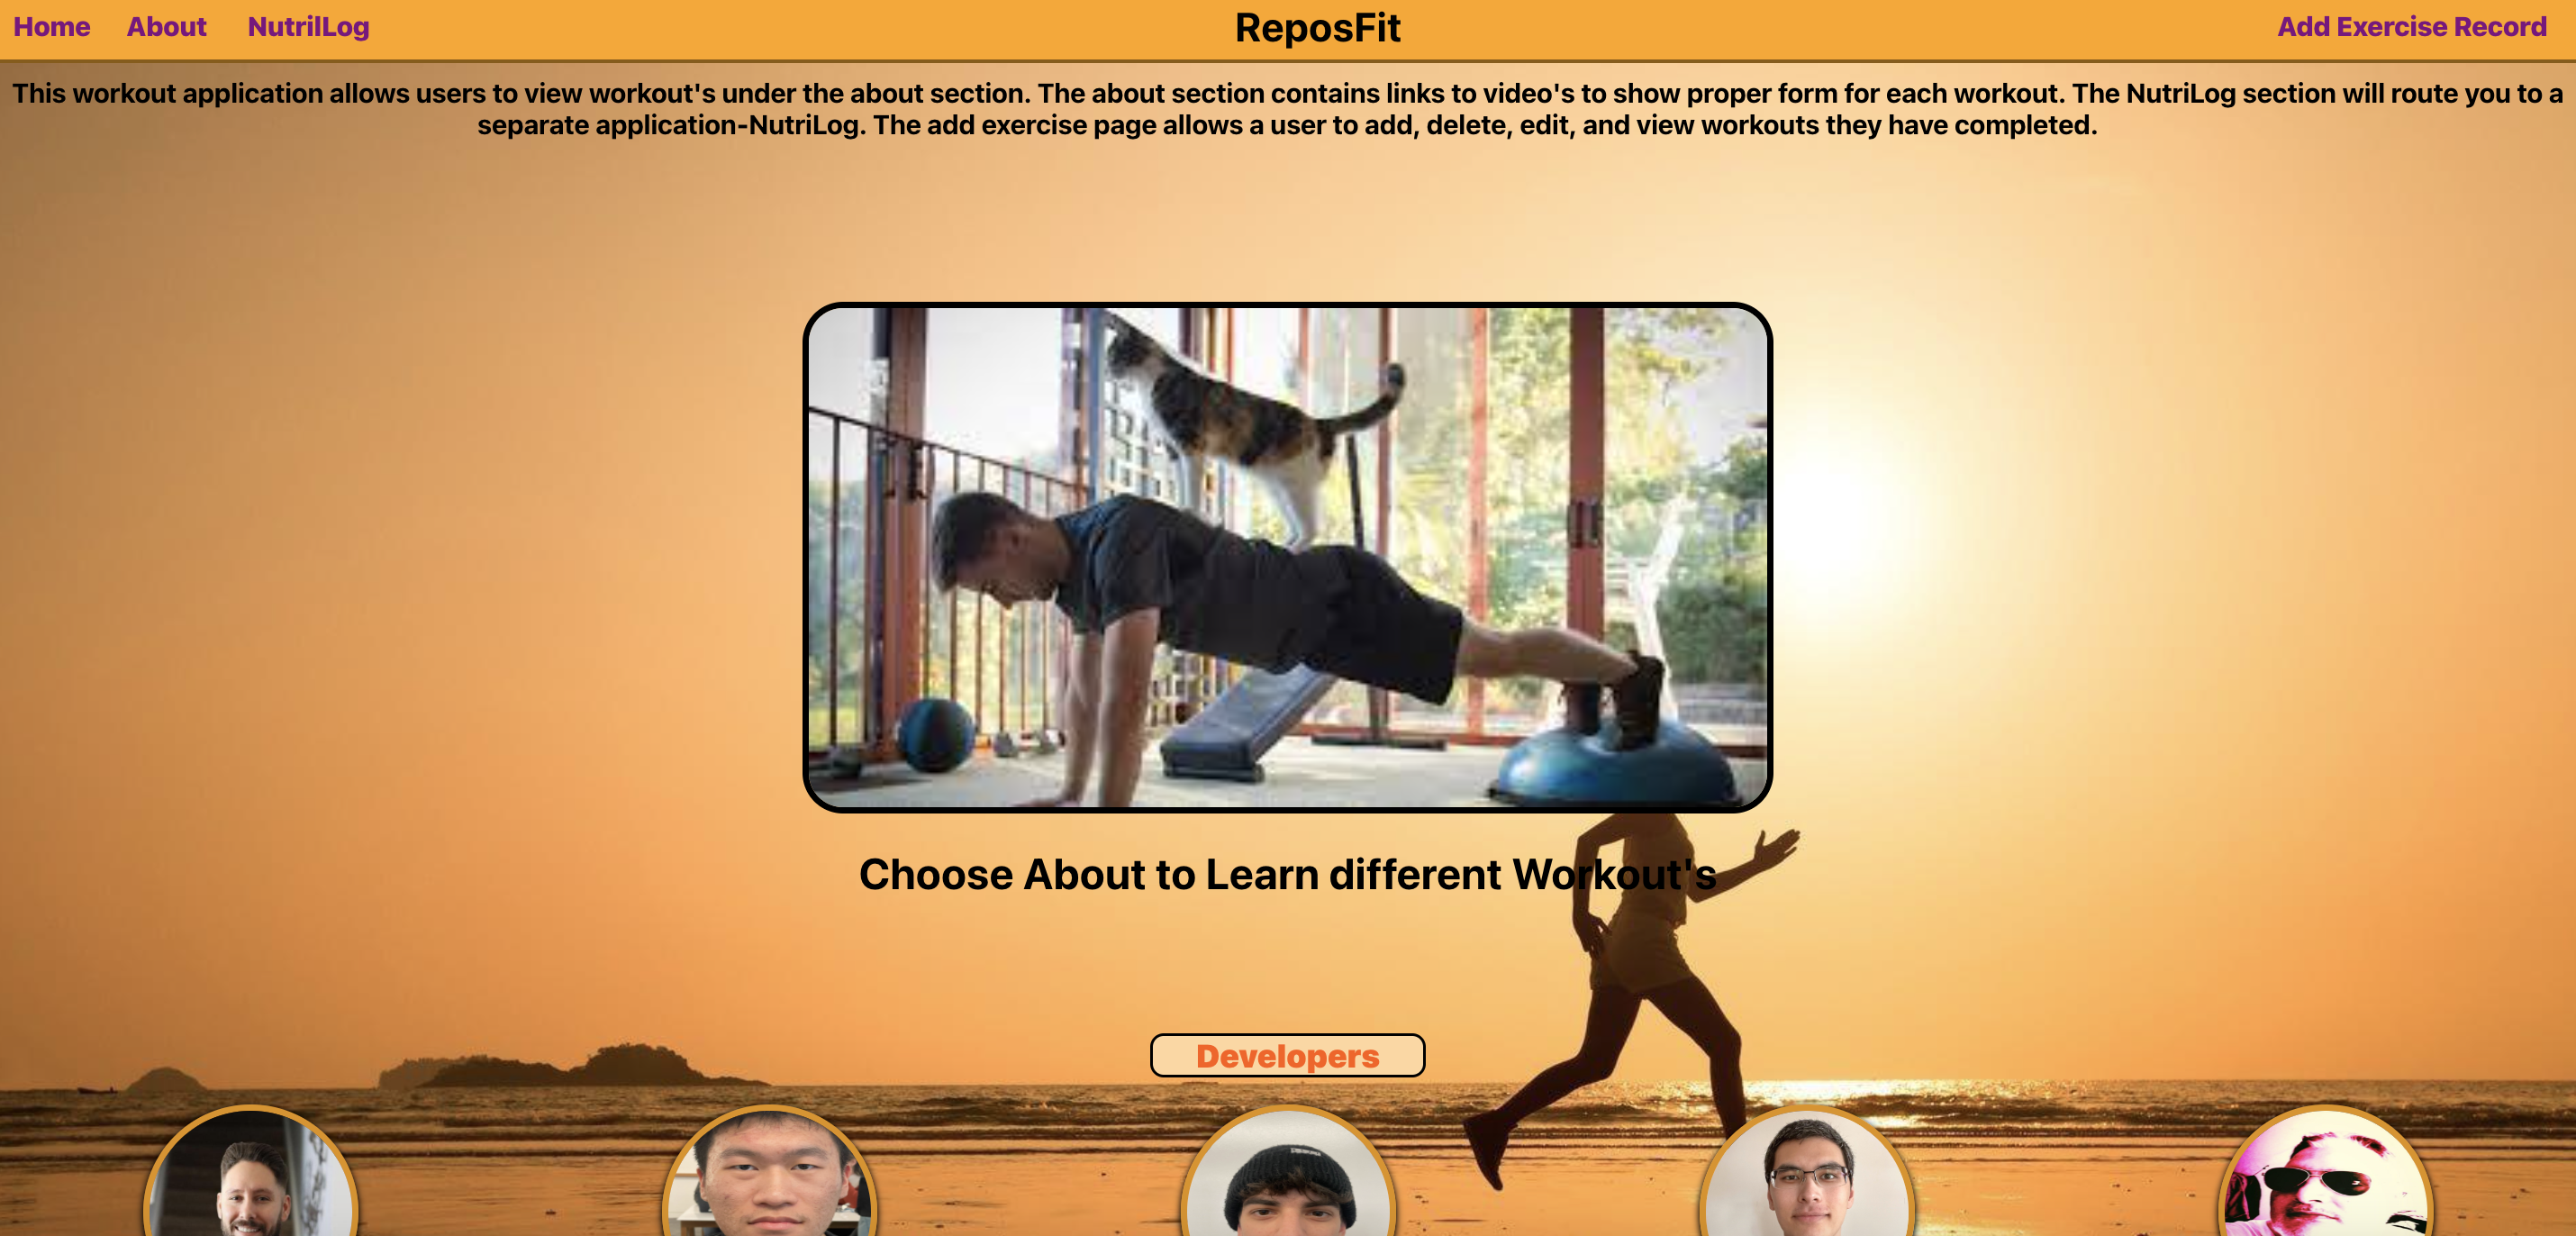 Home About NutrilLog ReposFit Add Exercise Record
This workout application allows users to view workout's under the about section. The about section contains links to video's to show proper form for each workout. The NutriLog section will route you to a
separate application-NutriLog. The add exercise page allows a user to add, delete, edit, and view workouts they have completed.
Choose About to Learn different Workout's
Developers